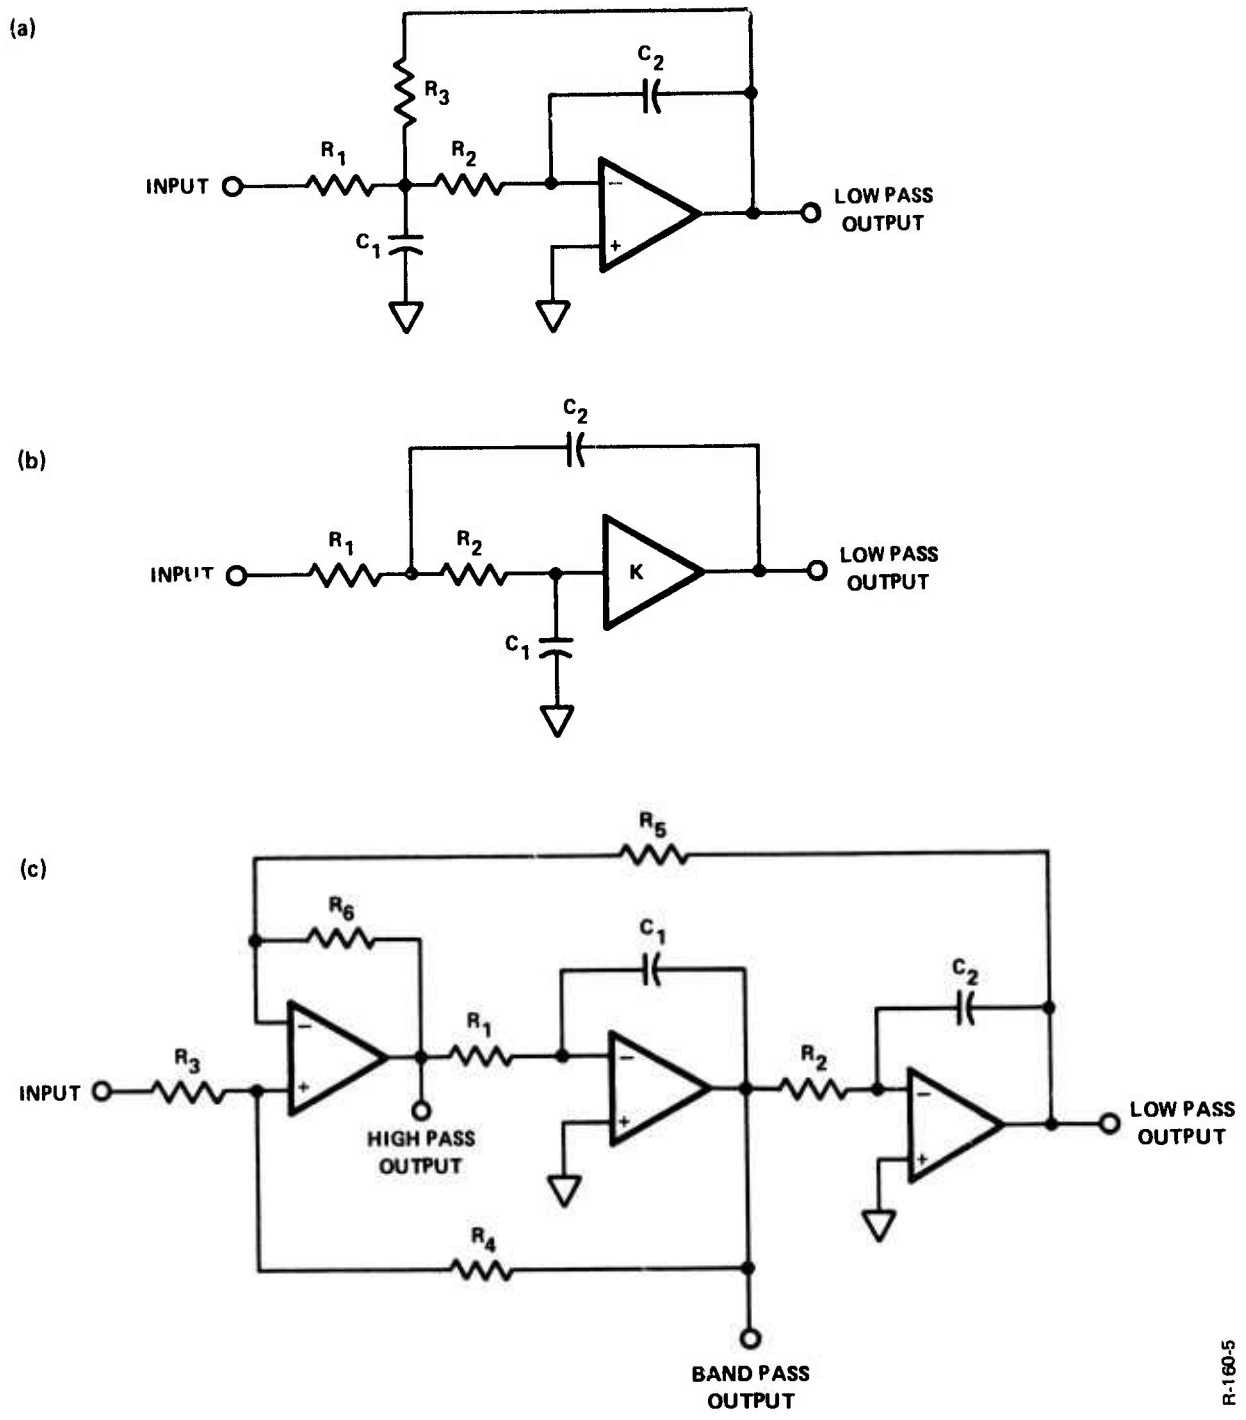 (a)
C2
R3
R1
R2
INPUT
−
LOW PASS
OUTPUT
C1
+
(b)
C2
R1
R2
INPUT
K
LOW PASS
OUTPUT
C1
(c)
R5
R6
C1
C2
−
R1
−
R2
−
R3
INPUT
+
LOW PASS
OUTPUT
+
HIGH PASS
OUTPUT
+
R4
BAND PASS
OUTPUT
R-160-5